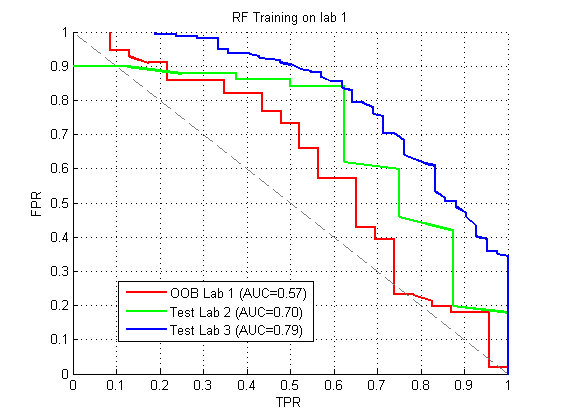 RF Training on lab 1
1
0.9
0.8
0.7
0.6
0.5
0.4
0.3
0.2
0.1
0
FPR
OOB Lab 1 (AUC=0.57)
Test Lab 2 (AUC=0.70)
Test Lab 3 (AUC=0.79)
0 0.1 0.2 0.3 0.4 0.5 0.6 0.7 0.8 0.9 1
TPR